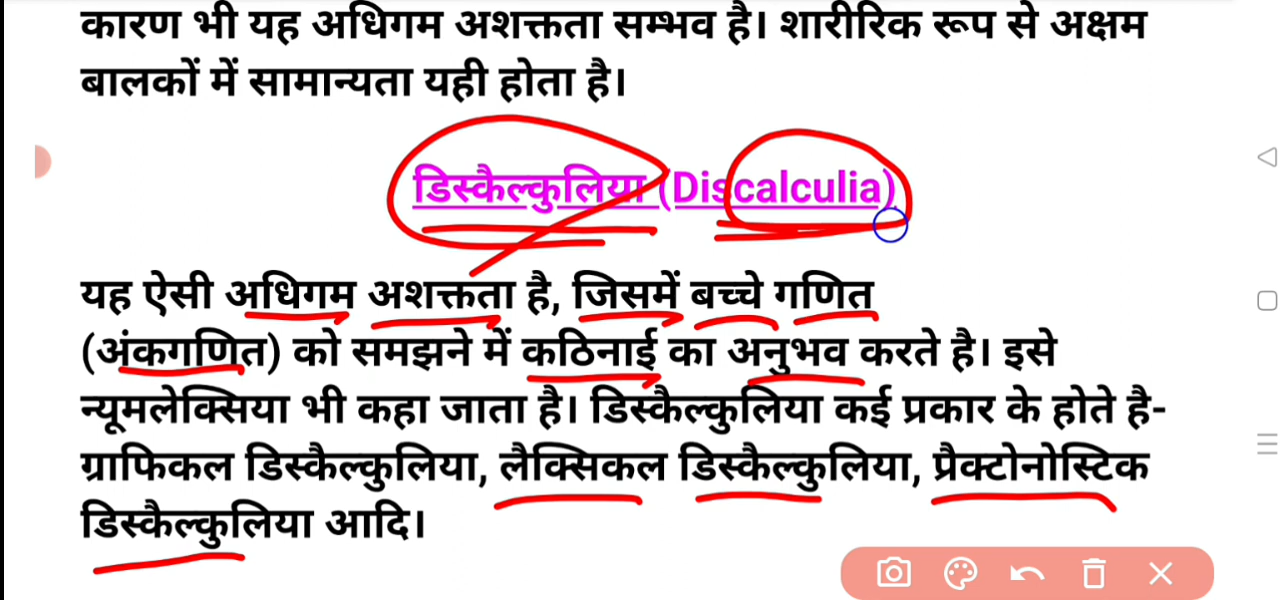 कारण भी यह अधिगम अशक्तता सम्भव है। शारीरिक रूप से अक्षम
बालकों में सामान्यता यही होता है।
डिस्कैल्कुलिया (Discalculia)
यह ऐसी अधिगम अशक्तता है, जिसमें बच्चे गणित
(अंकगणित) को समझने में कठिनाई का अनुभव करते है। इसे
न्यूमलेक्सिया भी कहा जाता है। डिस्कैल्कुलिया कई प्रकार के होते है-
ग्राफिकल डिस्कैल्कुलिया, लैक्सिकल डिस्कैल्कुलिया, प्रैक्टोनोस्टिक
डिस्कैल्कुलिया आदि।